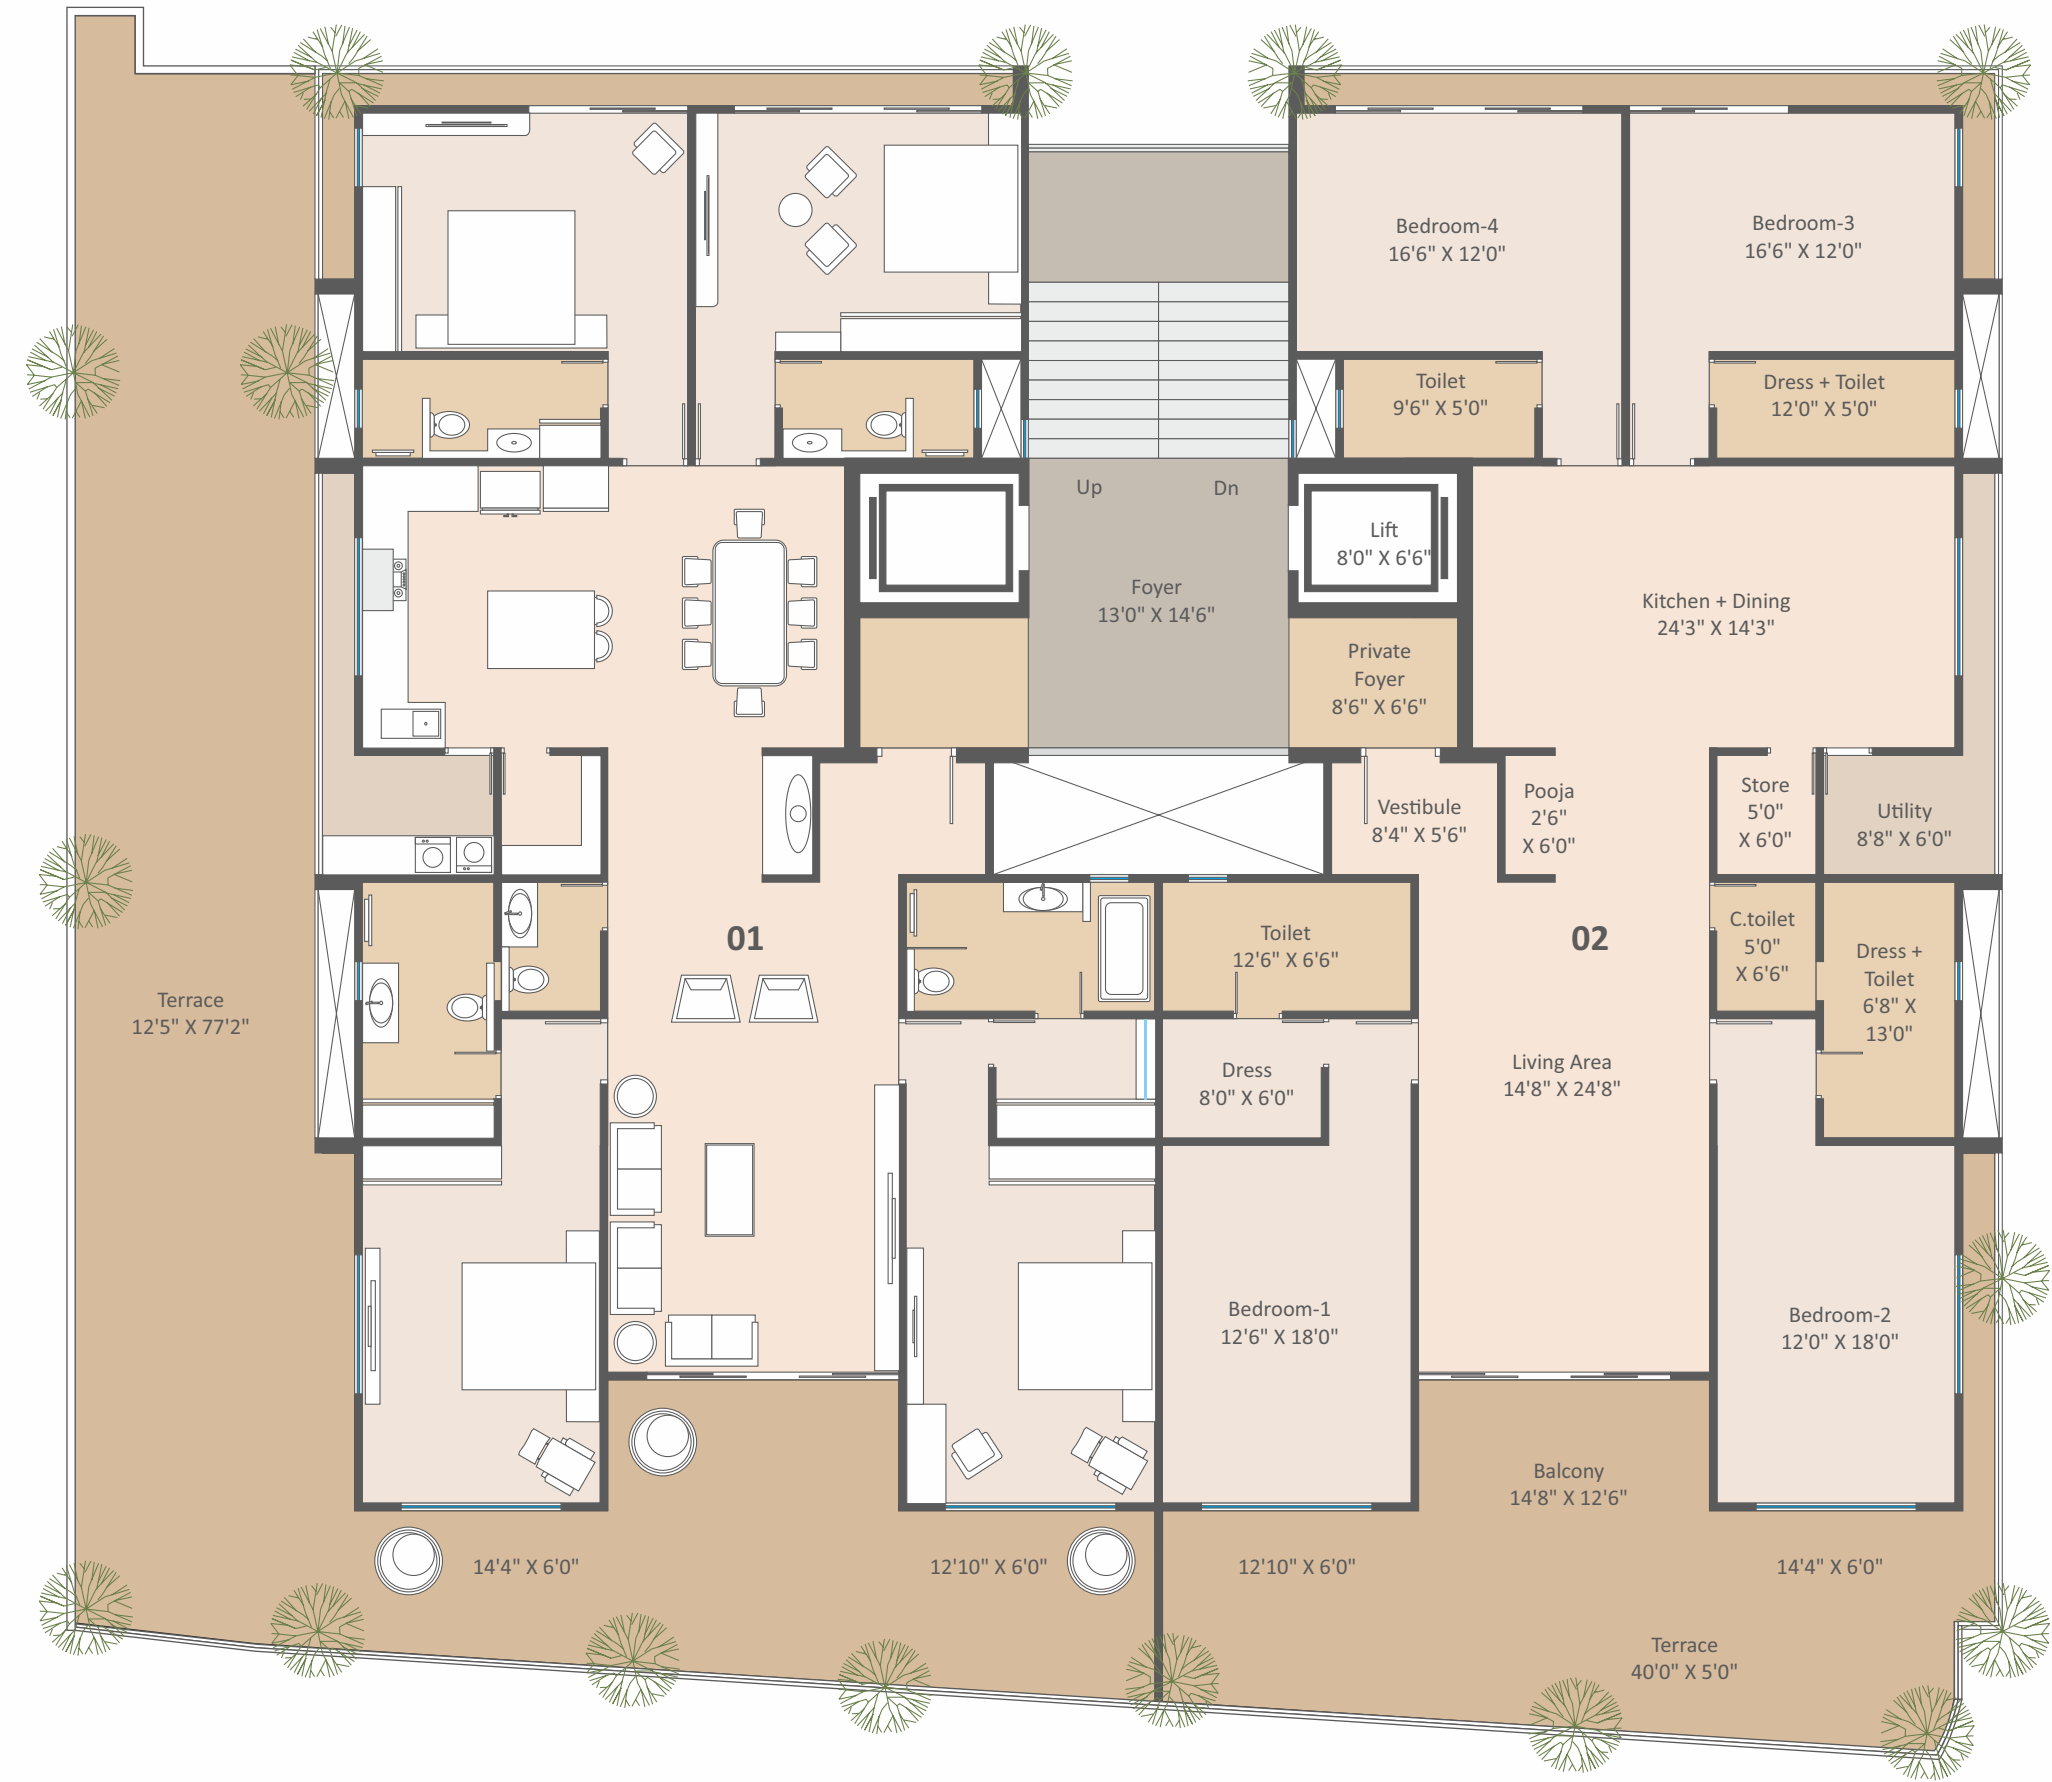 Bedroom-4
16'6" X 12'0"
Bedroom-3
16'6" X 12'0"
Toilet
9'6" X 5'0"
Dress + Toilet
12'0" X 5'0"
Up
Dn
Lift
8'0" X 6'6"
Foyer
13'0" X 14'6"
Kitchen + Dining
24'3" X 14'3"
Private
Foyer
8'6" X 6'6"
Vestibule
8'4" X 5'6"
Pooja
2'6"
X 6'0"
Store
5'0"
X 6'0"
Utility
8'8" X 6'0"
01
Toilet
12'6" X 6'6"
02
C.toilet
5'0"
X 6'6"
Dress +
Toilet
6'8" X
13'0"
Terrace
12'5" X 77'2"
Dress
8'0" X 6'0"
Living Area
14'8" X 24'8"
Bedroom-1
12'6" X 18'0"
Bedroom-2
12'0" X 18'0"
Balcony
14'8" X 12'6"
14'4" X 6'0"
12'10" X 6'0"
12'10" X 6'0"
14'4" X 6'0"
Terrace
40'0" X 5'0"